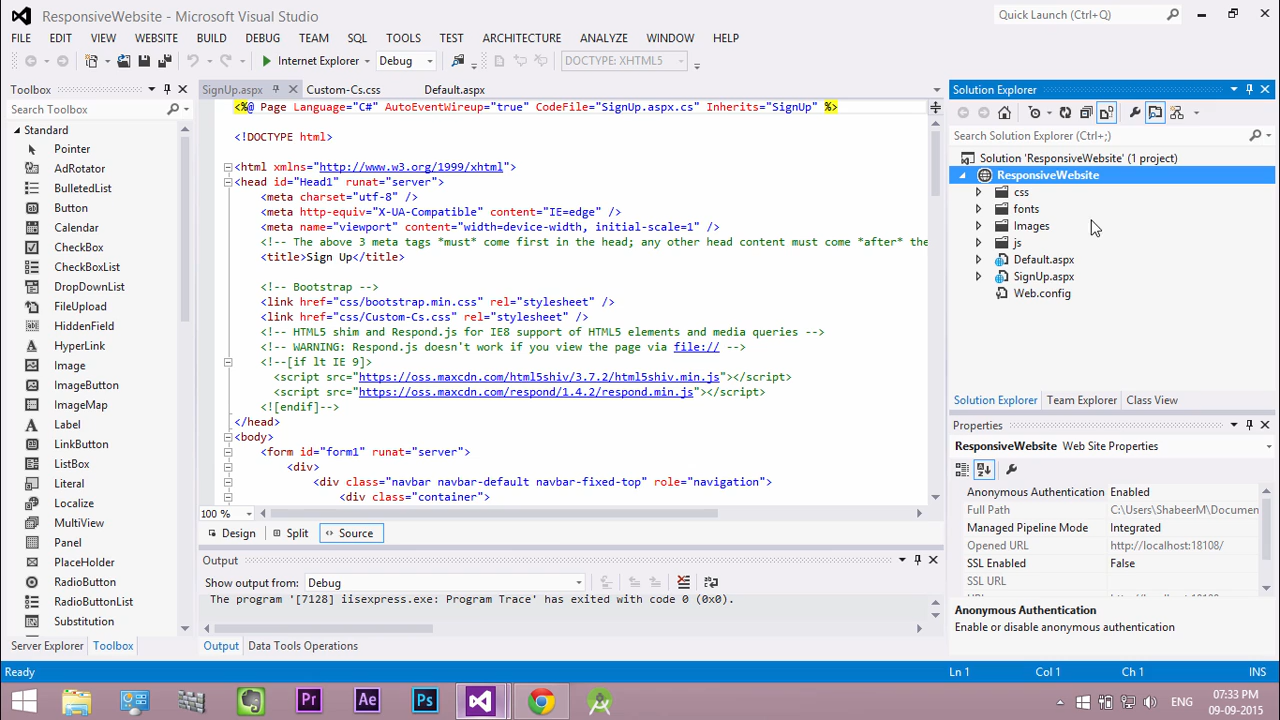 ResponsiveWebsite - Microsoft Visual Studio
Quick Launch (Ctrl+Q)
FILE EDIT VIEW WEBSITE BUILD DEBUG TEAM SQL TOOLS TEST ARCHITECTURE ANALYZE WINDOW HELP
Internet Explorer Debug DOCTYPE: XHTML5
Toolbox
Search Toolbox
Standard
Pointer
AdRotator
BulletedList
Button
Calendar
CheckBox
CheckBoxList
DropDownList
FileUpload
HiddenField
HyperLink
Image
ImageButton
ImageMap
Label
LinkButton
ListBox
Literal
Localize
MultiView
Panel
PlaceHolder
RadioButton
RadioButtonList
Substitution
Server Explorer Toolbox
SignUp.aspx Custom-Cs.css Default.aspx
<%@ Page Language="C#" AutoEventWireup="true" CodeFile="SignUp.aspx.cs" Inherits="SignUp" %>
<!DOCTYPE html>
<html xmlns="http://www.w3.org/1999/xhtml">
<head id="Head1" runat="server">
<meta charset="utf-8" />
<meta http-equiv="X-UA-Compatible" content="IE=edge" />
<meta name="viewport" content="width=device-width, initial-scale=1" />
<!-- The above 3 meta tags *must* come first in the head; any other head content must come *after* the
<title>Sign Up</title>
<!-- Bootstrap -->
<link href="css/bootstrap.min.css" rel="stylesheet" />
<link href="css/Custom-Cs.css" rel="stylesheet" />
<!-- HTML5 shim and Respond.js for IE8 support of HTML5 elements and media queries -->
<!-- WARNING: Respond.js doesn't work if you view the page via file:// -->
<!--[if lt IE 9]>
<script src="https://oss.maxcdn.com/html5shiv/3.7.2/html5shiv.min.js"></script>
<script src="https://oss.maxcdn.com/respond/1.4.2/respond.min.js"></script>
<![endif]-->
</head>
<body>
<form id="form1" runat="server">
<div>
<div class="navbar navbar-default navbar-fixed-top" role="navigation">
<div class="container">
100 %
Design Split Source
Output
Show output from: Debug
The program '[7128] iisexpress.exe: Program Trace' has exited with code 0 (0x0).
Output Data Tools Operations
Solution Explorer
Search Solution Explorer (Ctrl+;)
Solution 'ResponsiveWebsite' (1 project)
ResponsiveWebsite
css
fonts
Images
js
Default.aspx
SignUp.aspx
Web.config
Solution Explorer Team Explorer Class View
Properties
ResponsiveWebsite Web Site Properties
Anonymous Authentication Enabled
Full Path C:\Users\ShabeerM\Documen
Managed Pipeline Mode Integrated
Opened URL http://localhost:18108/
SSL Enabled False
SSL URL
Anonymous Authentication
Enable or disable anonymous authentication
Ready Ln 1 Col 1 Ch 1 INS
Pr Ae Ps
ENG
07:33 PM
09-09-2015